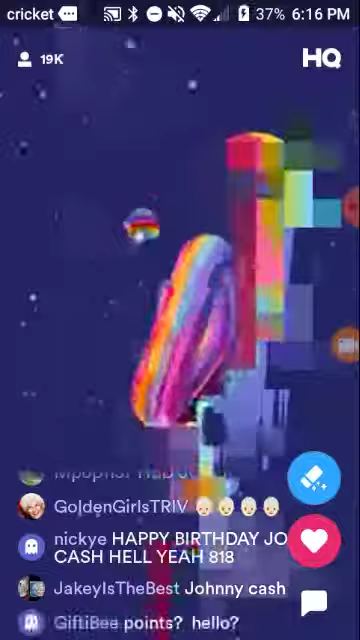 cricket 37% 6:16 PM
19K HQ
GoldenGirlsTRIV 👴🏻👴🏻👴🏻👴🏻
nickye HAPPY BIRTHDAY JO
CASH HELL YEAH 818
JakeyIsTheBest Johnny cash
points? hello?